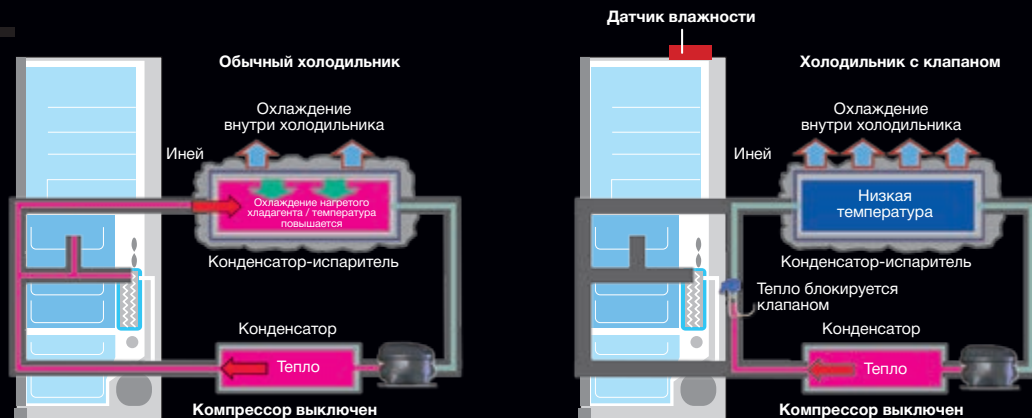 Обычный холодильник
Охлаждение
внутри холодильника
Иней
Охлаждение нагретого
хладагента / температура
повышается
Конденсатор-испаритель
Конденсатор
Тепло
Компрессор выключен
Датчик влажности
Холодильник с клапаном
Охлаждение
внутри холодильника
Иней
Низкая
температура
Конденсатор-испаритель
Тепло блокируется
клапаном
Конденсатор
Тепло
Компрессор выключен